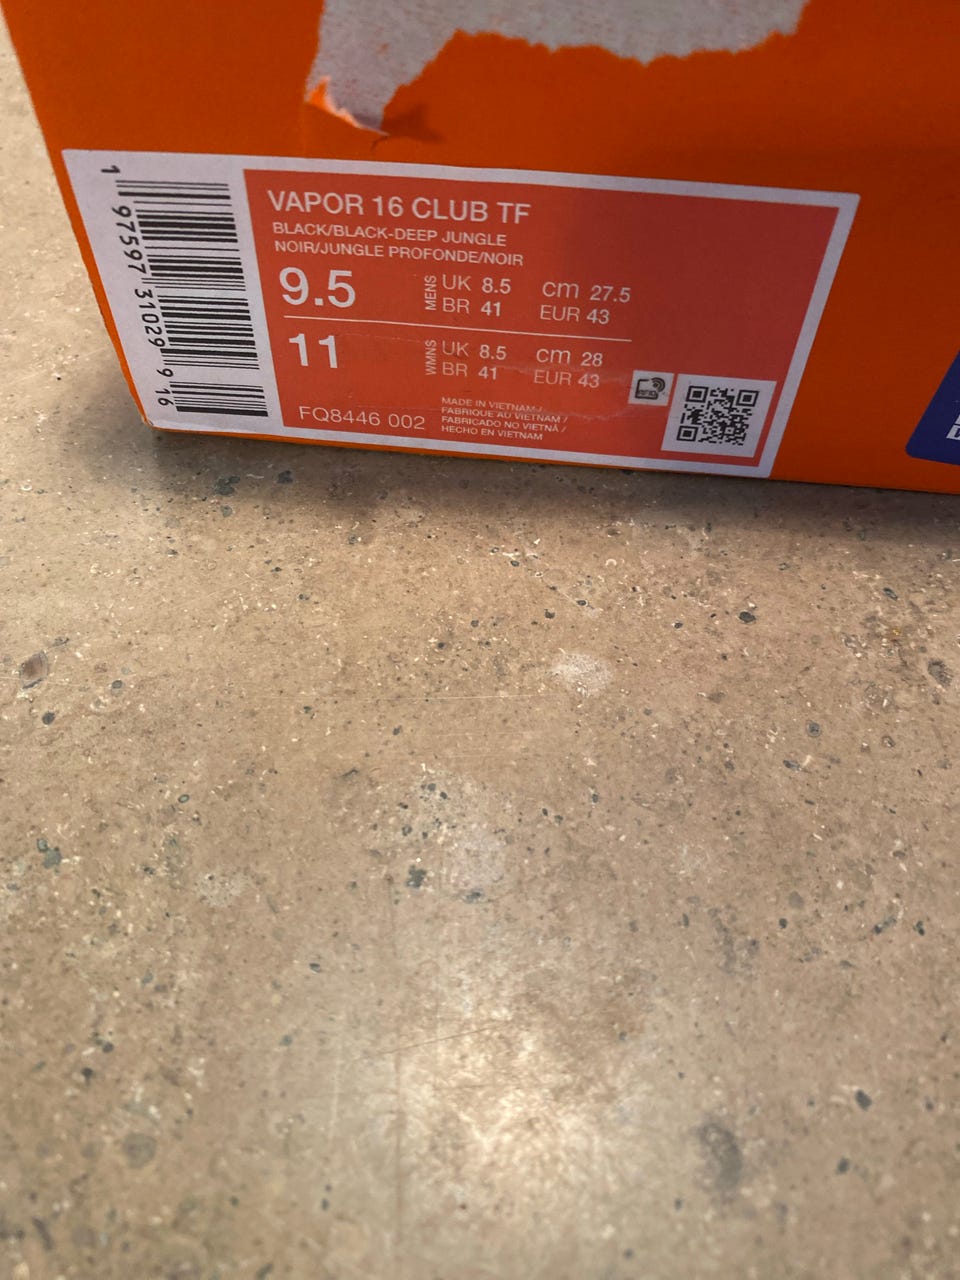 VAPOR 16 CLUB TF
BLACK/BLACK-DEEP JUNGLE
NOIR/JUNGLE PROFONDE/NOIR
9.5 MENS UK 8.5 cm 27.5
BR 41 EUR 43
11 WMNS UK 8.5 cm 28
BR 41 EUR 43
FQ8446 002
MADE IN VIETNAM /
FABRIQUE AU VIETNAM /
FABRICADO NO VIETNÃ /
HECHO EN VIETNAM
1 97597 31029 9 16